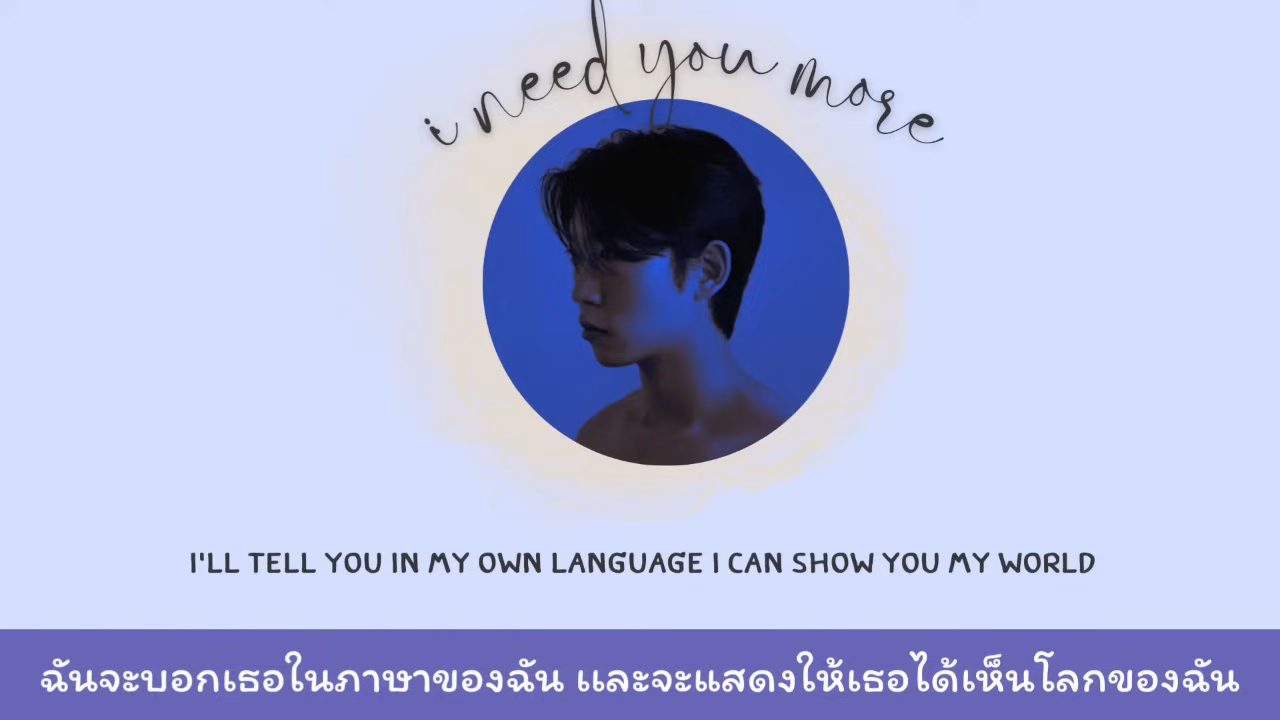 i need you more
I'LL TELL YOU IN MY OWN LANGUAGE I CAN SHOW YOU MY WORLD
ฉันจะบอกเธอในภาษาของฉัน และจะแสดงให้เธอได้เห็นโลกของฉัน